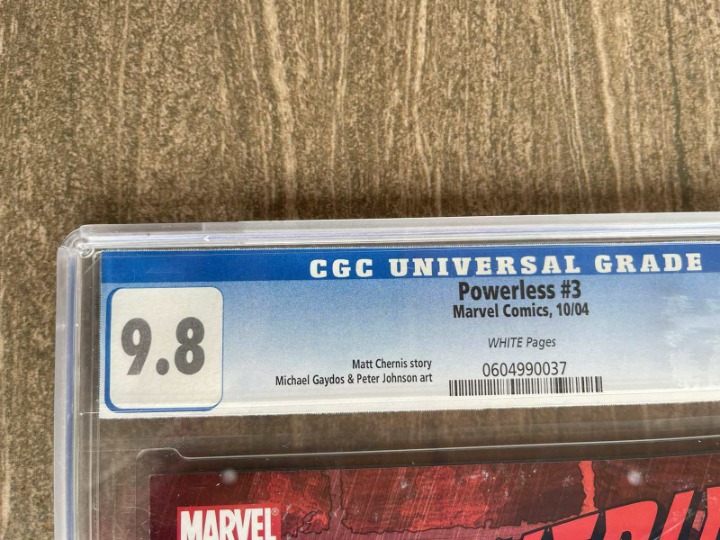 CGC UNIVERSAL GRADE
9.8
Powerless #3
Marvel Comics, 10/04
WHITE Pages
Matt Chernis story
Michael Gaydos & Peter Johnson art
0604990037
MARVEL